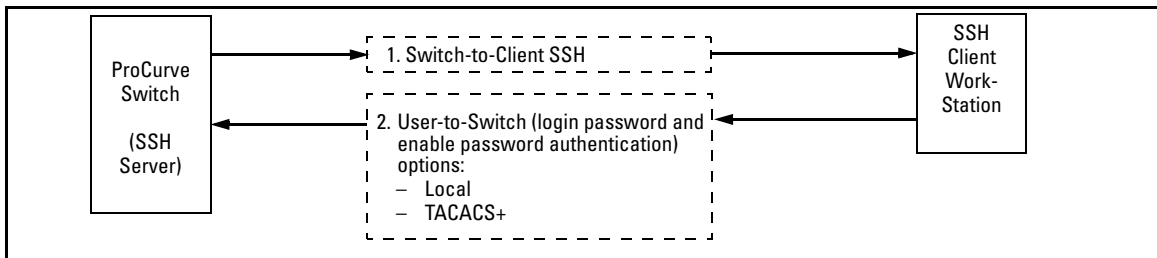 ProCurve
Switch
(SSH
Server)
1. Switch-to-Client SSH
2. User-to-Switch (login password and
enable password authentication)
options:
– Local
– TACACS+
SSH
Client
Work-
Station